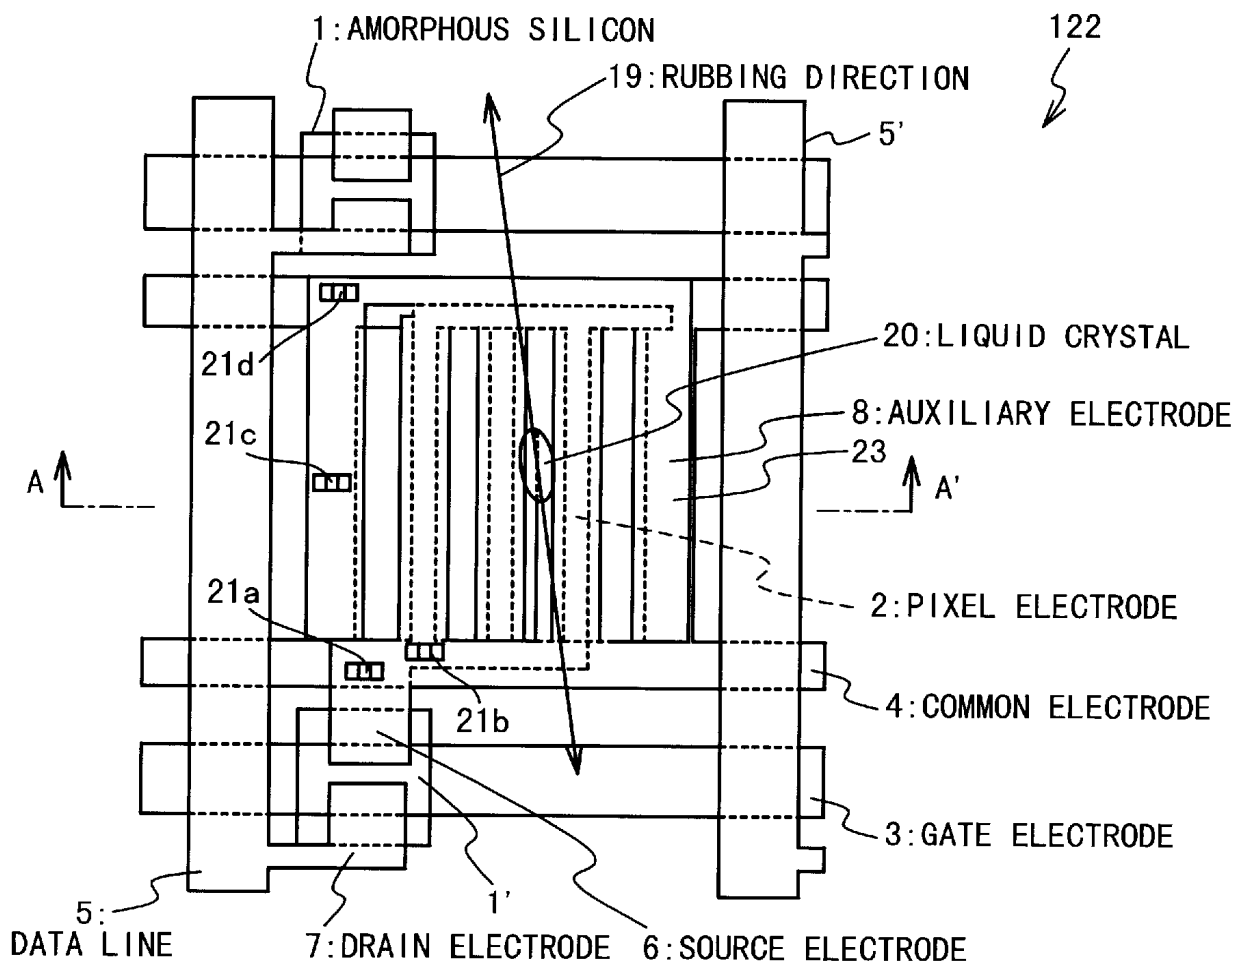 1:AMORPHOUS SILICON
122
19:RUBBING DIRECTION
5'
21d
20:LIQUID CRYSTAL
8:AUXILIARY ELECTRODE
21c
23
A
A'
21a
2:PIXEL ELECTRODE
21b
4:COMMON ELECTRODE
3:GATE ELECTRODE
1'
5:
DATA LINE
7:DRAIN ELECTRODE
6:SOURCE ELECTRODE